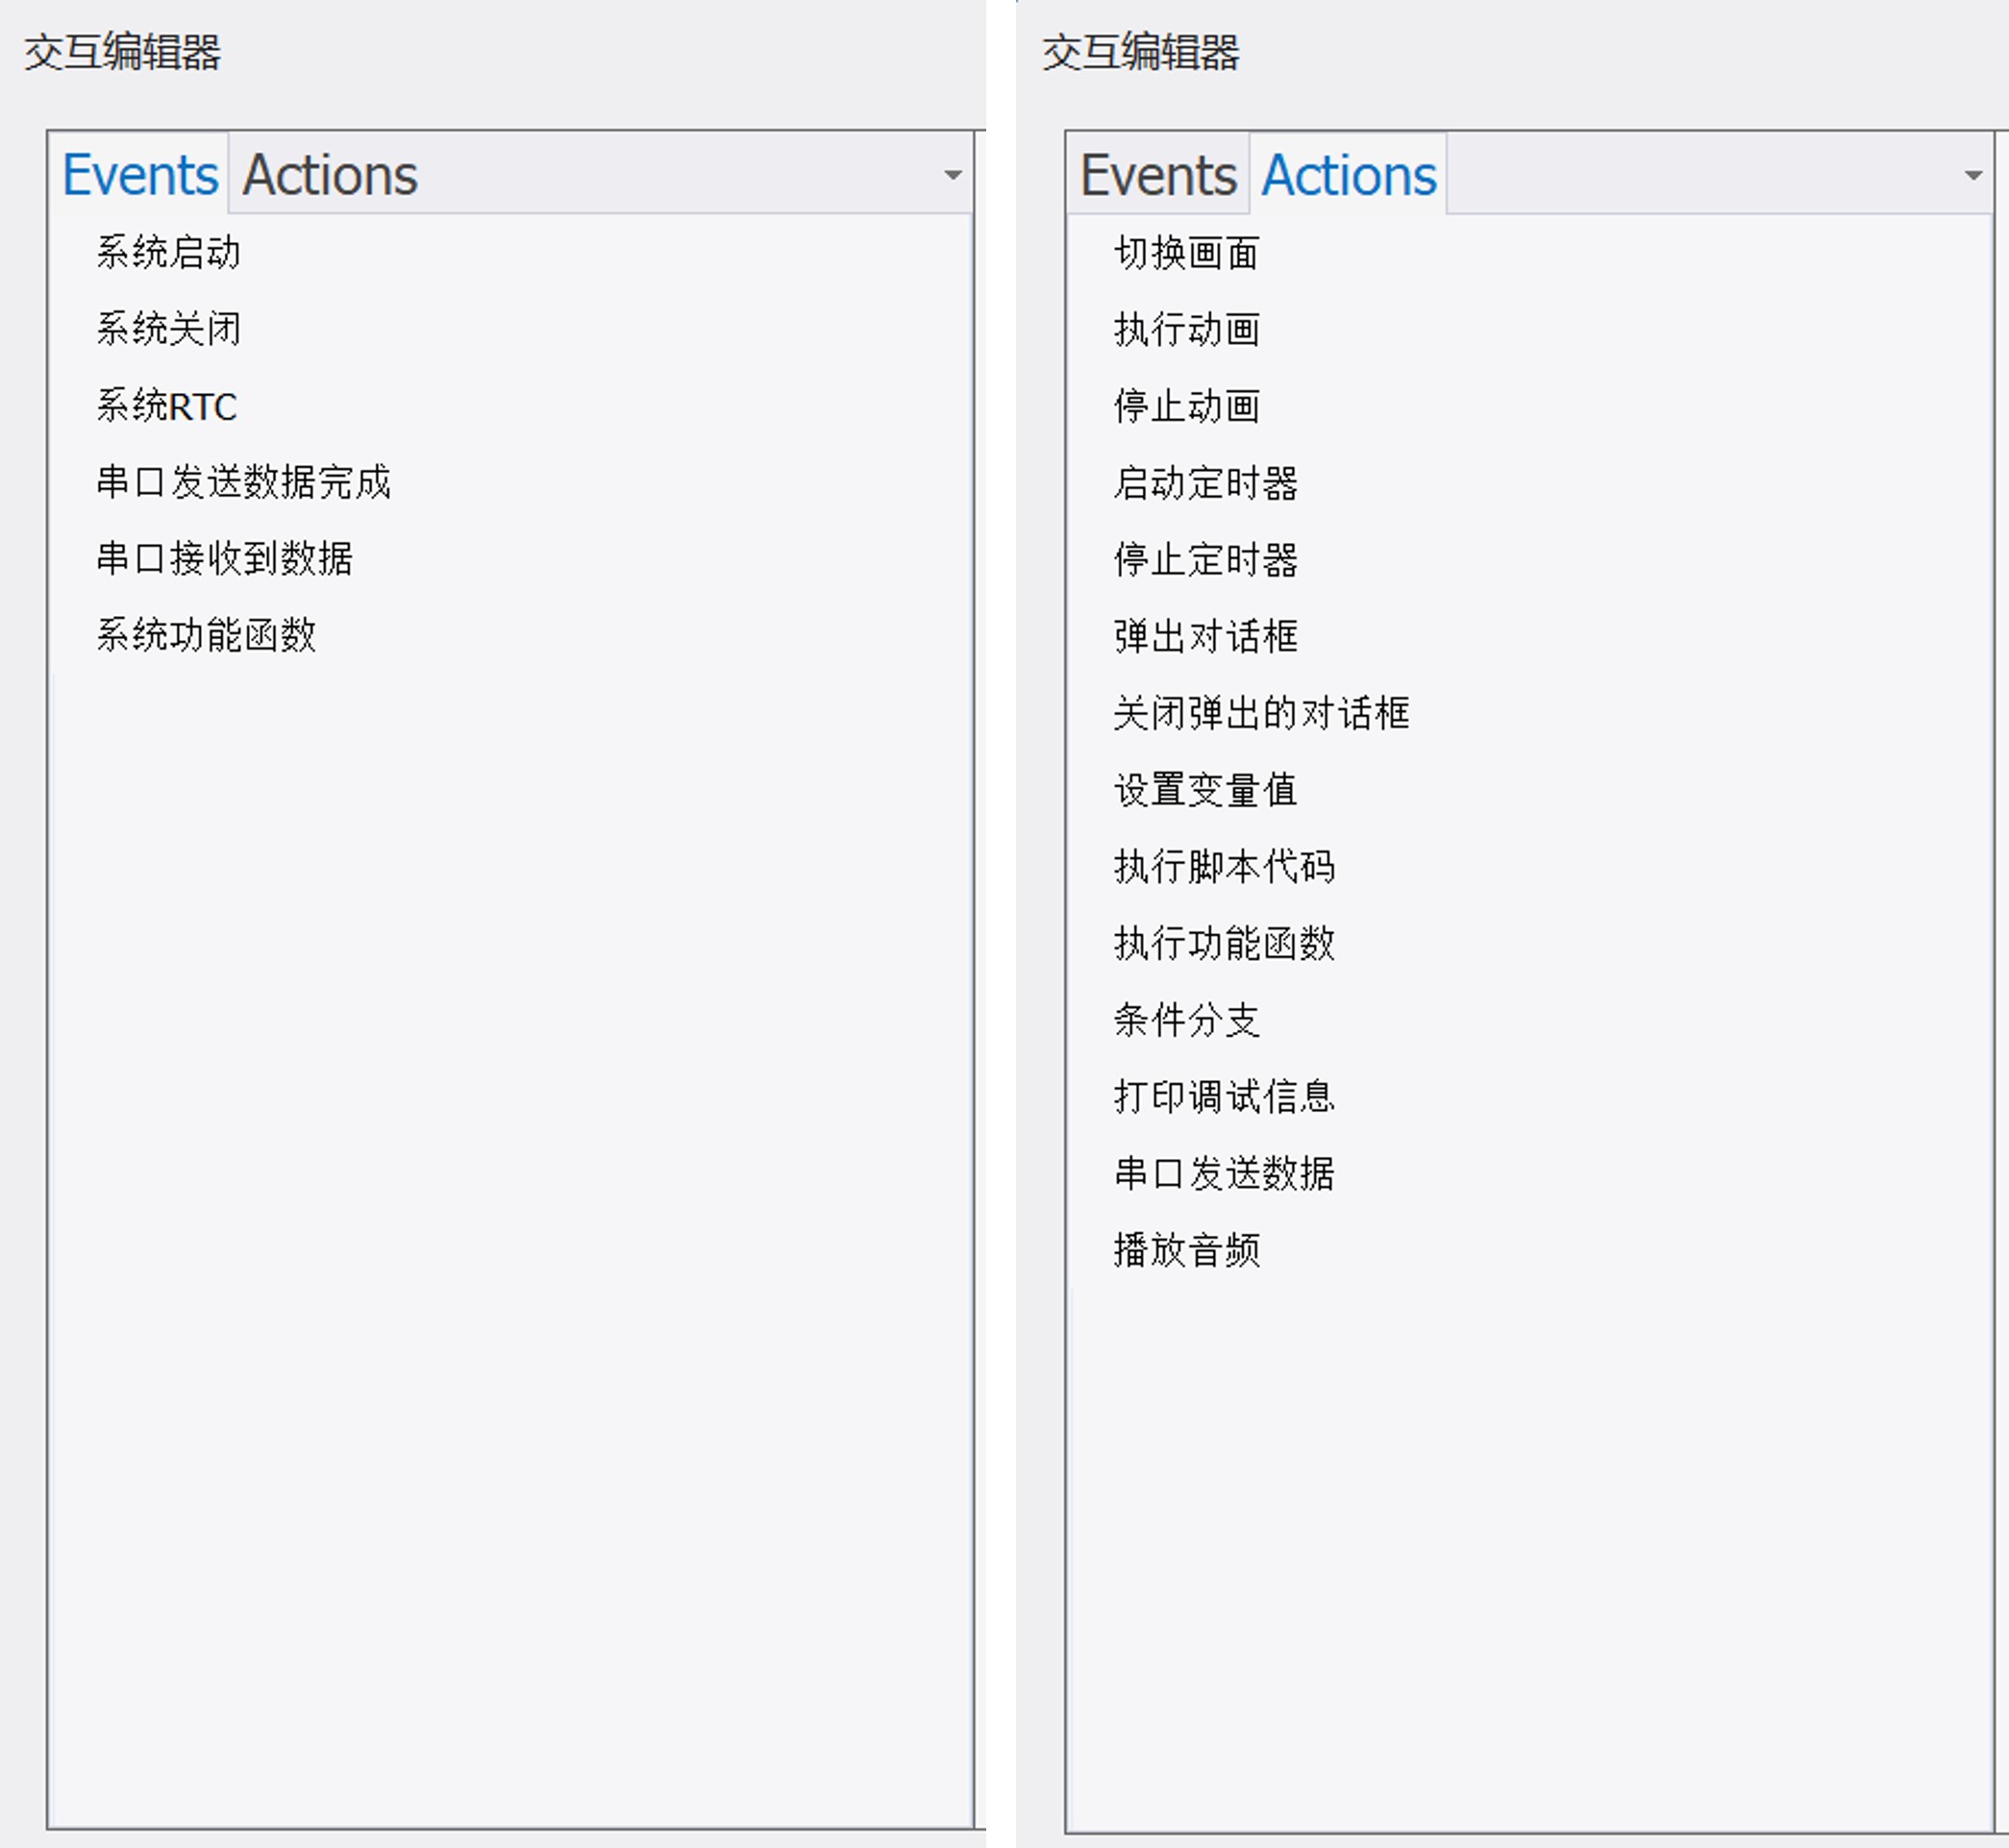 交互编辑器
Events Actions
系统启动
系统关闭
系统RTC
串口发送数据完成
串口接收到数据
系统功能函数
交互编辑器
Events Actions
切换画面
执行动画
停止动画
启动定时器
停止定时器
弹出对话框
关闭弹出的对话框
设置变量值
执行脚本代码
执行功能函数
条件分支
打印调试信息
串口发送数据
播放音频